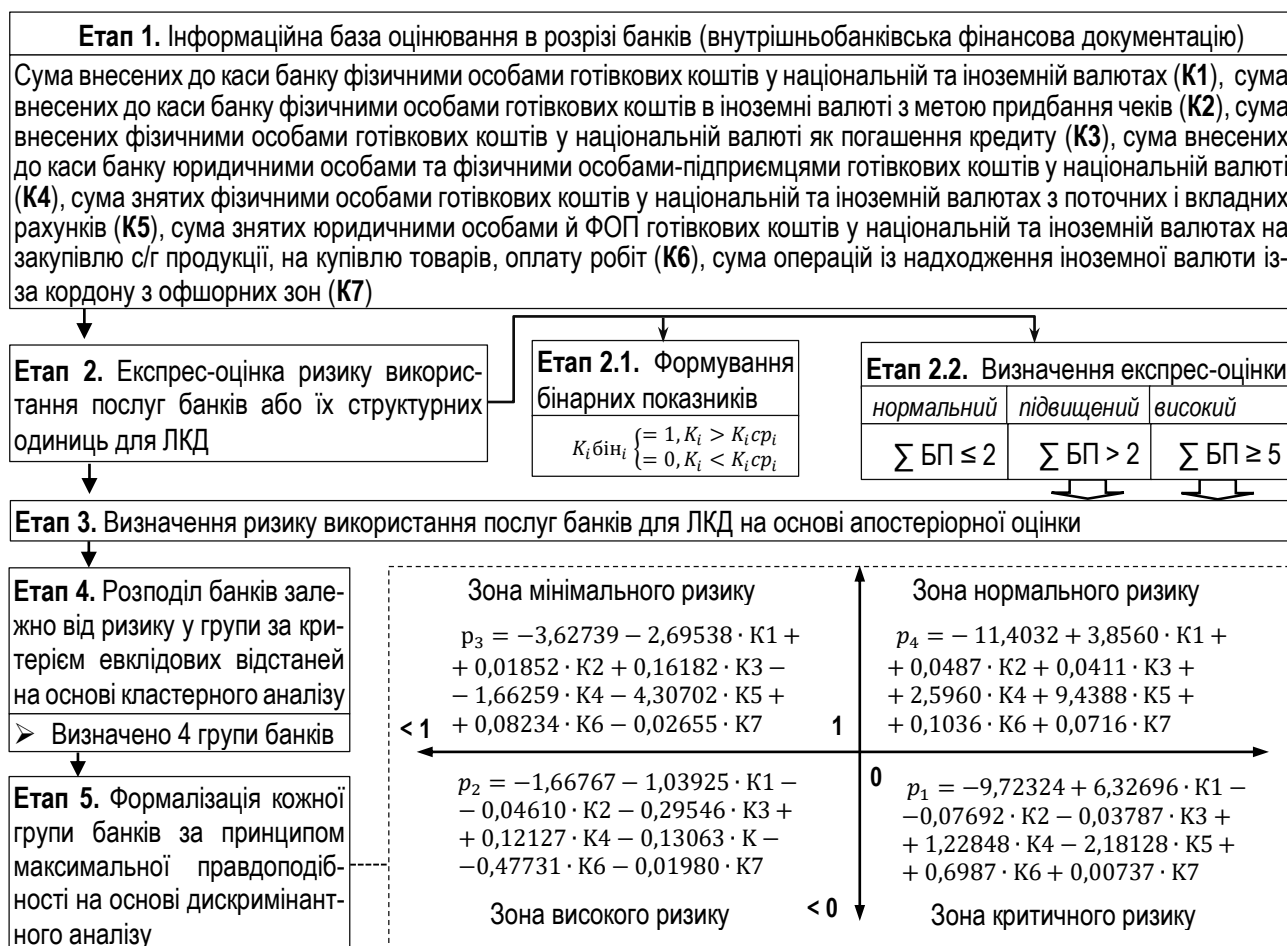 Етап 1. Інформаційна база оцінювання в розрізі банків (внутрішньобанківська фінансова документацію)
Сума внесених до каси банку фізичними особами готівкових коштів у національній та іноземній валютах (К1), сума
внесених до каси банку фізичними особами готівкових коштів в іноземні валюті з метою придбання чеків (К2), сума
внесених фізичними особами готівкових коштів у національній валюті як погашення кредиту (К3), сума внесених
до каси банку юридичними особами та фізичними особами-підприємцями готівкових коштів у національній валюті
(К4), сума знятих фізичними особами готівкових коштів у національній та іноземній валютах з поточних і вкладних
рахунків (К5), сума знятих юридичними особами й ФОП готівкових коштів у національній та іноземній валютах на
закупівлю с/г продукції, на купівлю товарів, оплату робіт (К6), сума операцій із надходження іноземної валюти із-
за кордону з офшорних зон (К7)
Етап 2. Експрес-оцінка ризику викорис-
тання послуг банків або їх структурних
одиниць для ЛКД
Етап 2.1. Формування
бінарних показників
K_i бін_i { = 1, K_i > K_i ср_i
= 0, K_i < K_i ср_i
Етап 2.2. Визначення експрес-оцінки
нормальний підвищений високий
∑ БП ≤ 2 ∑ БП > 2 ∑ БП ≥ 5
Етап 3. Визначення ризику використання послуг банків для ЛКД на основі апостеріорної оцінки
Етап 4. Розподіл банків зале-
жно від ризику у групи за кри-
терієм евклідових відстаней
на основі кластерного аналізу
➢ Визначено 4 групи банків
Етап 5. Формалізація кожної
групи банків за принципом
максимальної правдоподіб-
ності на основі дискримінант-
ного аналізу
Зона мінімального ризику
p₃ = −3,62739 − 2,69538 · К1 +
+ 0,01852 · К2 + 0,16182 · К3 −
− 1,66259 · К4 − 4,30702 · К5 +
+ 0,08234 · К6 − 0,02655 · К7
Зона нормального ризику
p₄ = − 11,4032 + 3,8560 · К1 +
+ 0,0487 · К2 + 0,0411 · К3 +
+ 2,5960 · К4 + 9,4388 · К5 +
+ 0,1036 · К6 + 0,0716 · К7
< 1
1
0
< 0
p₂ = −1,66767 − 1,03925 · К1 −
− 0,04610 · К2 − 0,29546 · К3 +
+ 0,12127 · К4 − 0,13063 · К −
−0,47731 · К6 − 0,01980 · К7
Зона високого ризику
p₁ = −9,72324 + 6,32696 · К1 −
−0,07692 · К2 − 0,03787 · К3 +
+ 1,22848 · К4 − 2,18128 · К5 +
+ 0,6987 · К6 + 0,00737 · К7
Зона критичного ризику